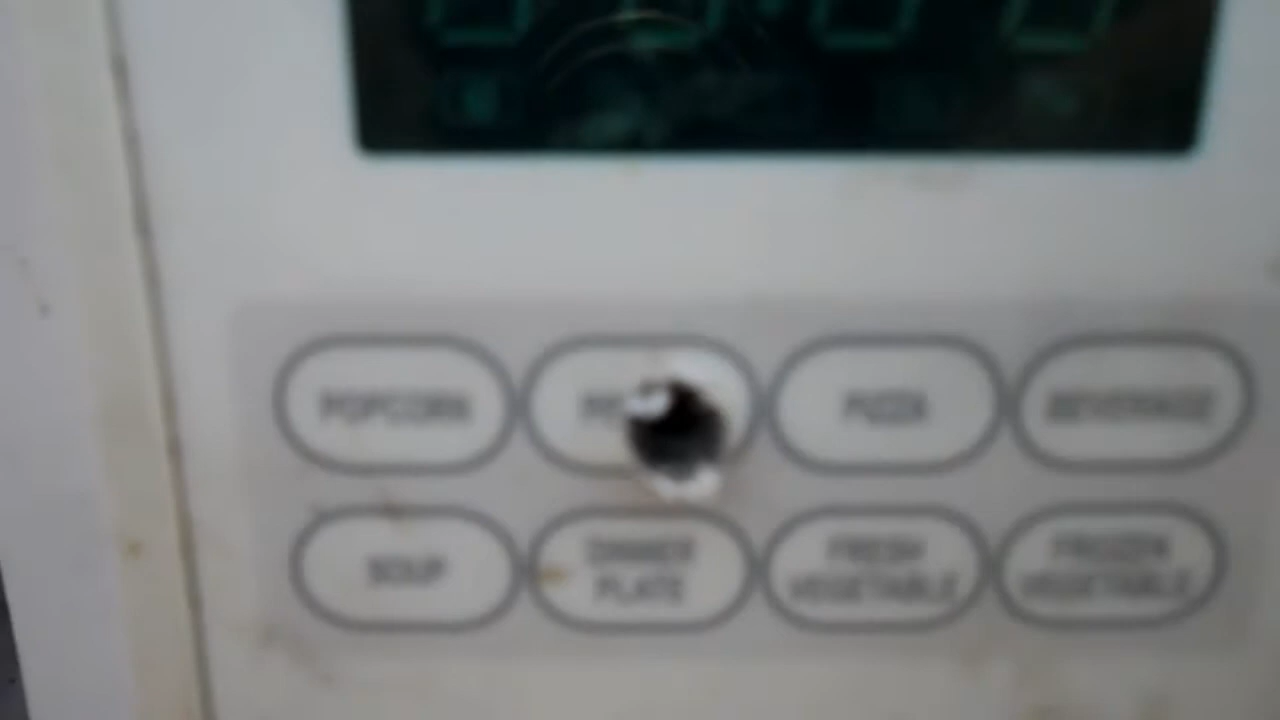 POPCORN
PIZZA
BEVERAGE
SOUP
DINNER
PLATE
FRESH
VEGETABLE
FROZEN
VEGETABLE